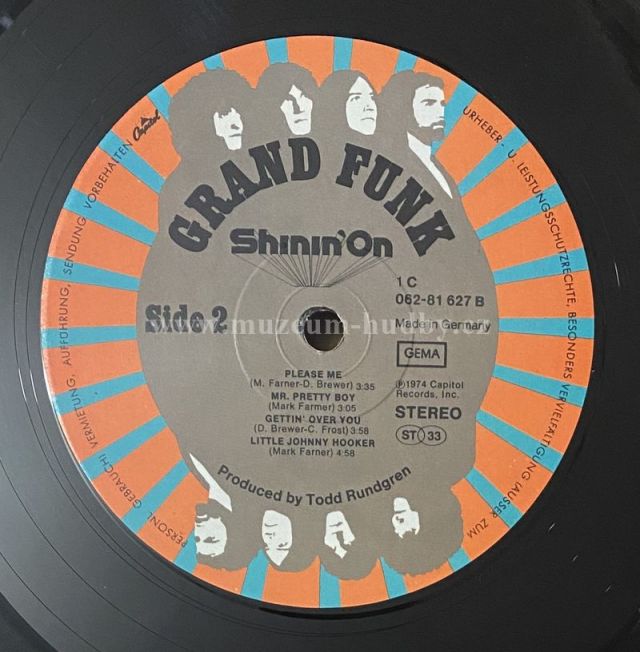 Capitol
GRAND FUNK
Shinin' On
Side 2
1 C
062-81 627 B
Made in Germany
GEMA
℗1974 Capitol
Records, Inc.
STEREO
ST 33
PLEASE ME
(M. Farner-D. Brewer) 3:35
MR. PRETTY BOY
(Mark Farner) 3:05
GETTIN' OVER YOU
(D. Brewer-C. Frost) 3:58
LITTLE JOHNNY HOOKER
(Mark Farner) 4:58
Produced by Todd Rundgren
URHEBER- U. LEISTUNGSSCHUTZRECHTE, BESONDERS VERVIELFÄLTIGUNG (AUSSER ZUM PERSÖNL. GEBRAUCH) VERMIETUNG, AUFFÜHRUNG, SENDUNG VORBEHALTEN
www.muzeum-hudby.cz